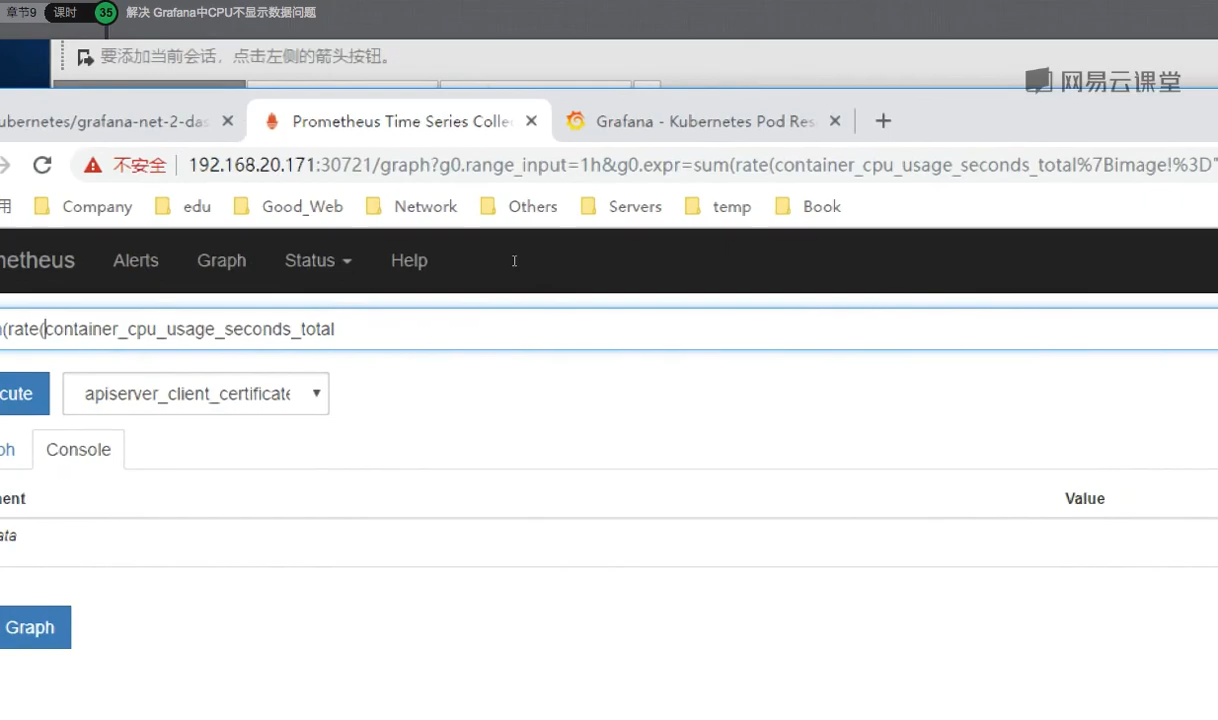 章节9 课时 35 解决 Grafana中CPU不显示数据问题
要添加当前会话，点击左侧的箭头按钮。
网易云课堂
ubernetes/grafana-net-2-das Prometheus Time Series Colle Grafana - Kubernetes Pod Res
不安全 192.168.20.171:30721/graph?g0.range_input=1h&g0.expr=sum(rate(container_cpu_usage_seconds_total%7Bimage!%3D"
用 Company edu Good_Web Network Others Servers temp Book
metheus Alerts Graph Status Help
(rate(container_cpu_usage_seconds_total
cute apiserver_client_certificate
ph Console
ment Value
ata
Graph